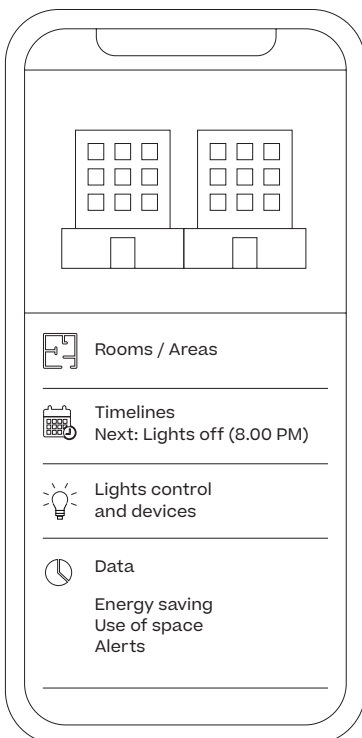 Rooms / Areas
Timelines
Next: Lights off (8.00 PM)
Lights control
and devices
Data
Energy saving
Use of space
Alerts